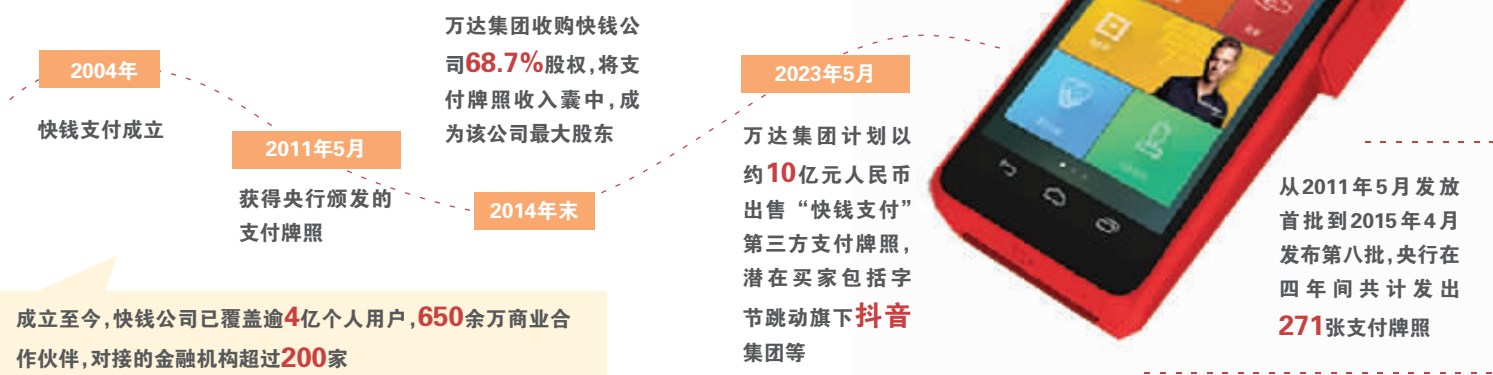 2004年
快钱支付成立
2011年5月
获得央行颁发的
支付牌照
万达集团收购快钱公
司68.7%股权,将支
付牌照收入囊中,成
为该公司最大股东
2014年末
2023年5月
万达集团计划以
约10亿元人民币
出售“快钱支付”
第三方支付牌照,
潜在买家包括字
节跳动旗下抖音
集团等
从2011年5月发放
首批到2015年4月
发布第八批,央行在
四年间共计发出
271张支付牌照
成立至今,快钱公司已覆盖逾4亿个人用户,650余万商业合
作伙伴,对接的金融机构超过200家